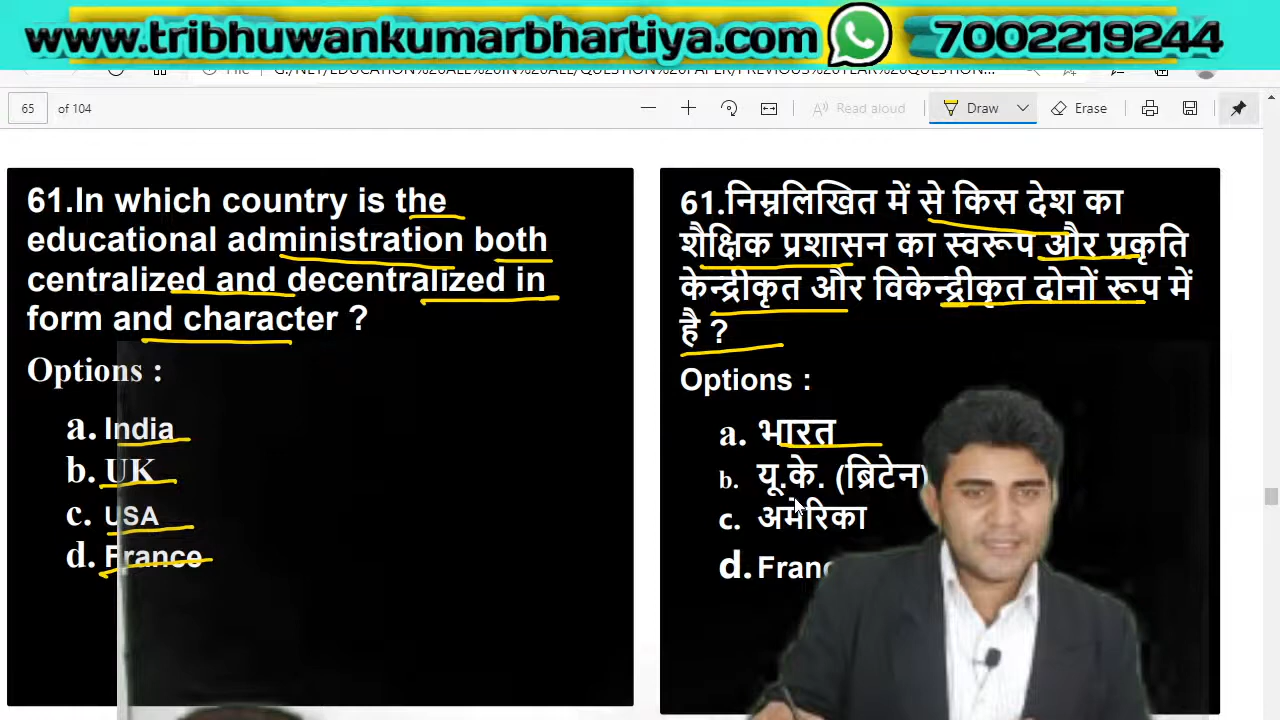 www.tribhuwankumarbhartiya.com 7002219244
65 of 104 Read aloud Draw Erase
61.In which country is the
educational administration both
centralized and decentralized in
form and character ?
Options :
a. India
b. UK
c. USA
d. France
61.निम्नलिखित में से किस देश का
शैक्षिक प्रशासन का स्वरूप और प्रकृति
केन्द्रीकृत और विकेन्द्रीकृत दोनों रूप में
है ?
Options :
a. भारत
b. यू.के. (ब्रिटेन)
c. अमेरिका
d.